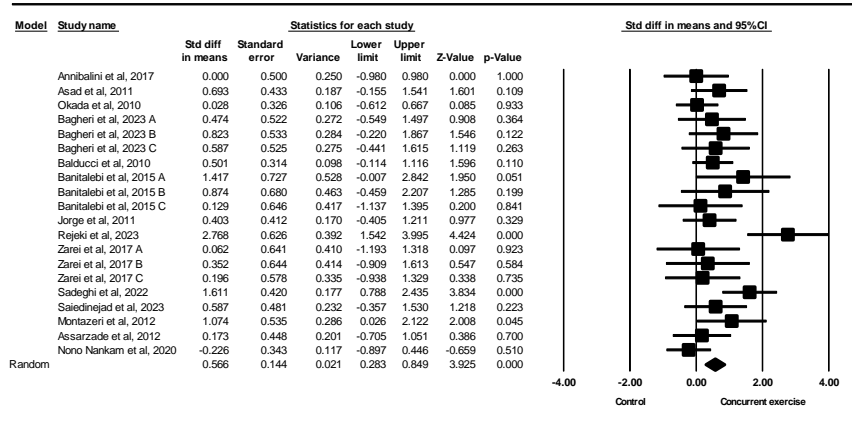 Model Study name Statistics for each study Std diff in means and 95%CI
Std diff Standard Lower Upper
in means error Variance limit limit Z-Value p-Value
Annibalini et al, 2017 0.000 0.500 0.250 -0.980 0.980 0.000 1.000
Asad et al, 2011 0.693 0.433 0.187 -0.155 1.541 1.601 0.109
Okada et al, 2010 0.028 0.326 0.106 -0.612 0.667 0.085 0.933
Bagheri et al, 2023 A 0.474 0.522 0.272 -0.549 1.497 0.908 0.364
Bagheri et al, 2023 B 0.823 0.533 0.284 -0.220 1.867 1.546 0.122
Bagheri et al, 2023 C 0.587 0.525 0.275 -0.441 1.615 1.119 0.263
Balducci et al, 2010 0.501 0.314 0.098 -0.114 1.116 1.596 0.110
Banitalebi et al, 2015 A 1.417 0.727 0.528 -0.007 2.842 1.950 0.051
Banitalebi et al, 2015 B 0.874 0.680 0.463 -0.459 2.207 1.285 0.199
Banitalebi et al, 2015 C 0.129 0.646 0.417 -1.137 1.395 0.200 0.841
Jorge et al, 2011 0.403 0.412 0.170 -0.405 1.211 0.977 0.329
Rejeki et al, 2023 2.768 0.626 0.392 1.542 3.995 4.424 0.000
Zarei et al, 2017 A 0.062 0.641 0.410 -1.193 1.318 0.097 0.923
Zarei et al, 2017 B 0.352 0.644 0.414 -0.909 1.613 0.547 0.584
Zarei et al, 2017 C 0.196 0.578 0.335 -0.938 1.329 0.338 0.735
Sadeghi et al, 2022 1.611 0.420 0.177 0.788 2.435 3.834 0.000
Saiedinejad et al, 2023 0.587 0.481 0.232 -0.357 1.530 1.218 0.223
Montazeri et al, 2012 1.074 0.535 0.286 0.026 2.122 2.008 0.045
Assarzade et al, 2012 0.173 0.448 0.201 -0.705 1.051 0.386 0.700
Nono Nankam et al, 2020 -0.226 0.343 0.117 -0.897 0.446 -0.659 0.510
Random 0.566 0.144 0.021 0.283 0.849 3.925 0.000
-4.00 -2.00 0.00 2.00 4.00
Control Concurrent exercise